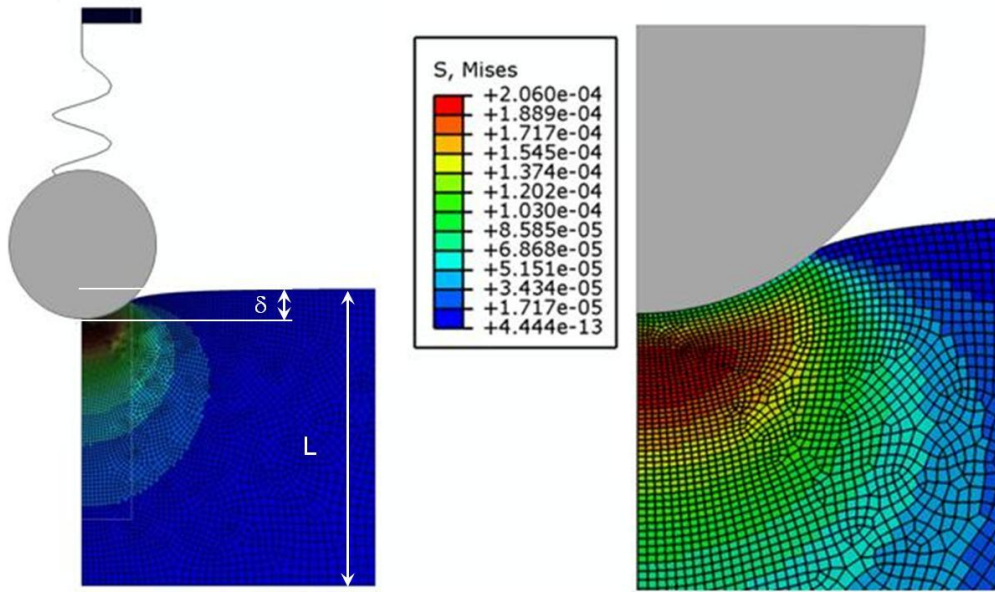 δ
L
S, Mises
+2.060e-04
+1.889e-04
+1.717e-04
+1.545e-04
+1.374e-04
+1.202e-04
+1.030e-04
+8.585e-05
+6.868e-05
+5.151e-05
+3.434e-05
+1.717e-05
+4.444e-13